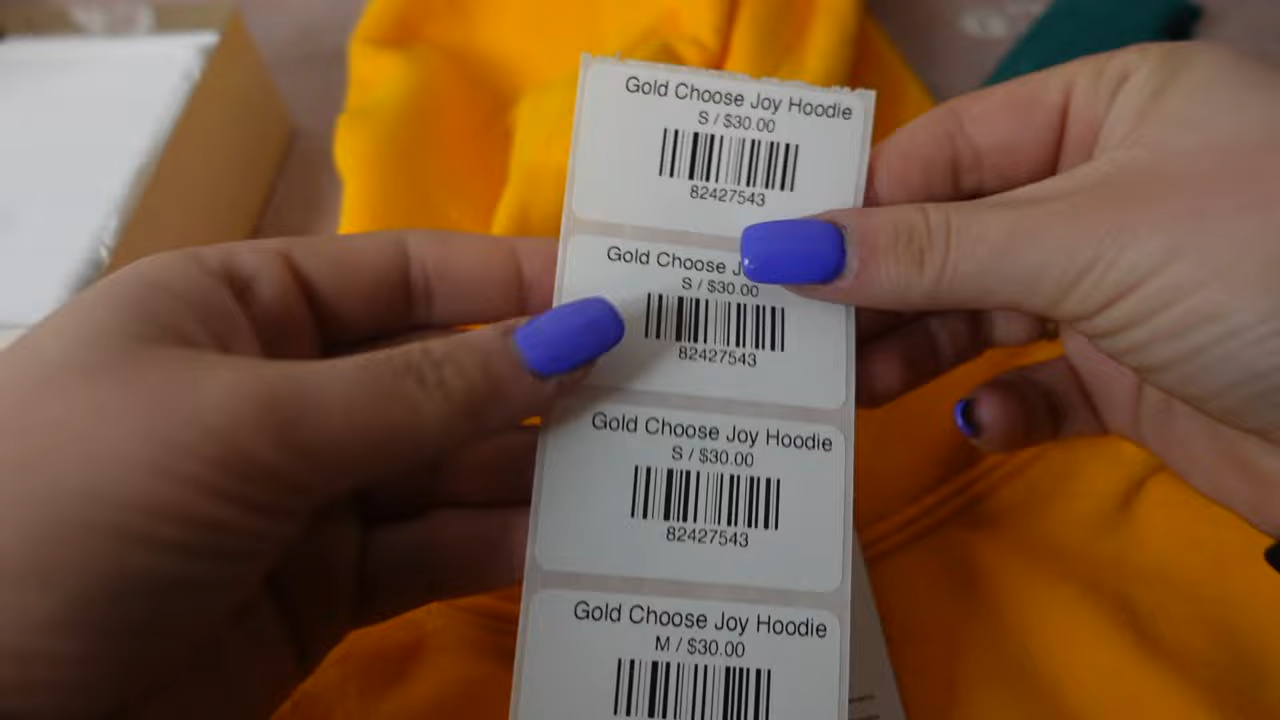 Gold Choose Joy Hoodie
S / $30.00
82427543
Gold Choose
S / $30.00
82427543
Gold Choose Joy Hoodie
S / $30.00
82427543
Gold Choose Joy Hoodie
M / $30.00